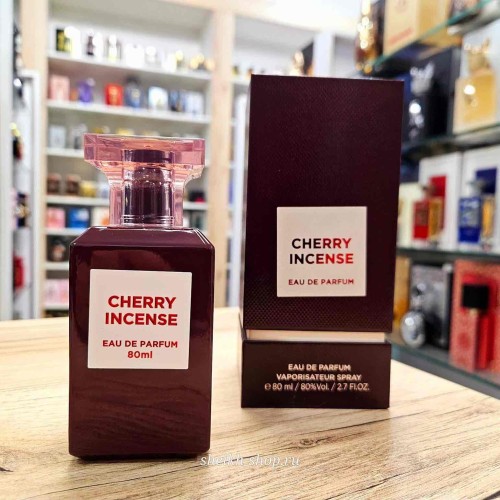 CHERRY
INCENSE
EAU DE PARFUM
80ml
CHERRY
INCENSE
EAU DE PARFUM
EAU DE PARFUM
VAPORISATEUR SPRAY
℮ 80 ml / 80%Vol. / 2.7 Fl.OZ.
sheikh-shop.ru